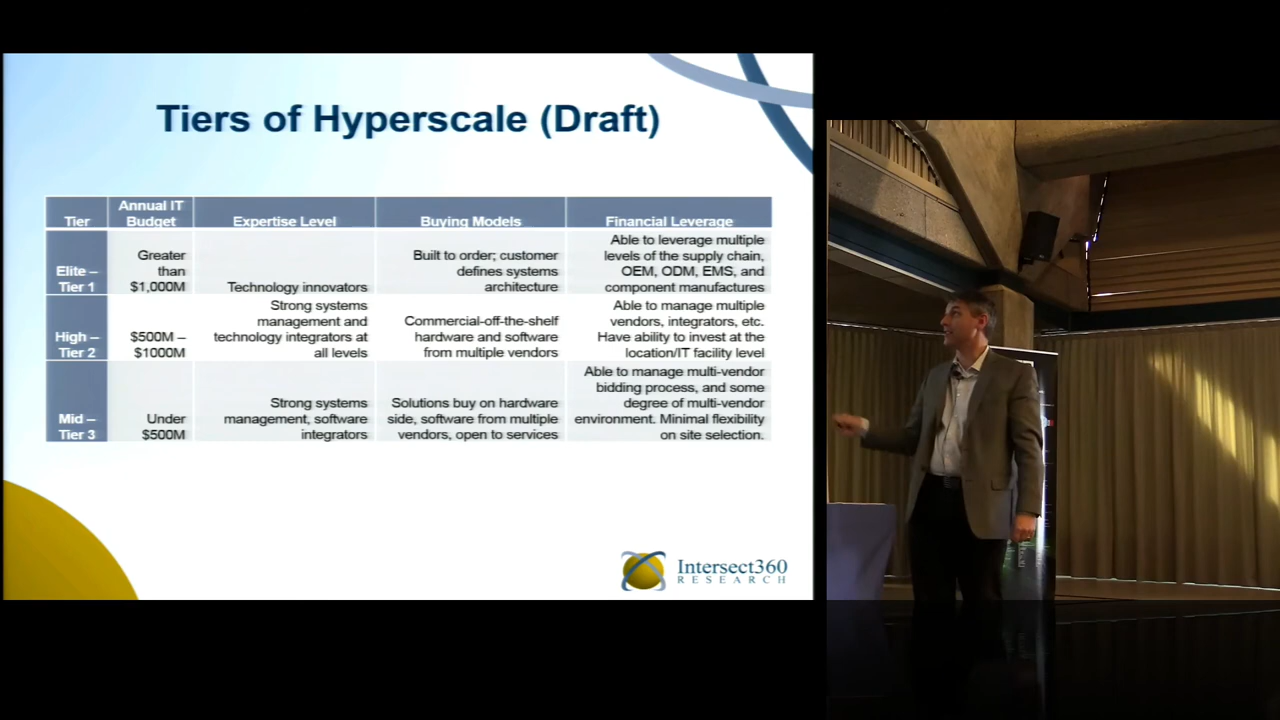 Tiers of Hyperscale (Draft)
Tier
Annual IT
Budget
Expertise Level
Buying Models
Financial Leverage
Elite –
Tier 1
Greater
than
$1,000M
Technology innovators
Built to order; customer
defines systems
architecture
Able to leverage multiple
levels of the supply chain,
OEM, ODM, EMS, and
component manufactures
High –
Tier 2
$500M –
$1000M
Strong systems
management and
technology integrators at
all levels
Commercial-off-the-shelf
hardware and software
from multiple vendors
Able to manage multiple
vendors, integrators, etc.
Have ability to invest at the
location/IT facility level
Mid –
Tier 3
Under
$500M
Strong systems
management, software
integrators
Solutions buy on hardware
side, software from multiple
vendors, open to services
Able to manage multi-vendor
bidding process, and some
degree of multi-vendor
environment. Minimal flexibility
on site selection.
Intersect360
RESEARCH